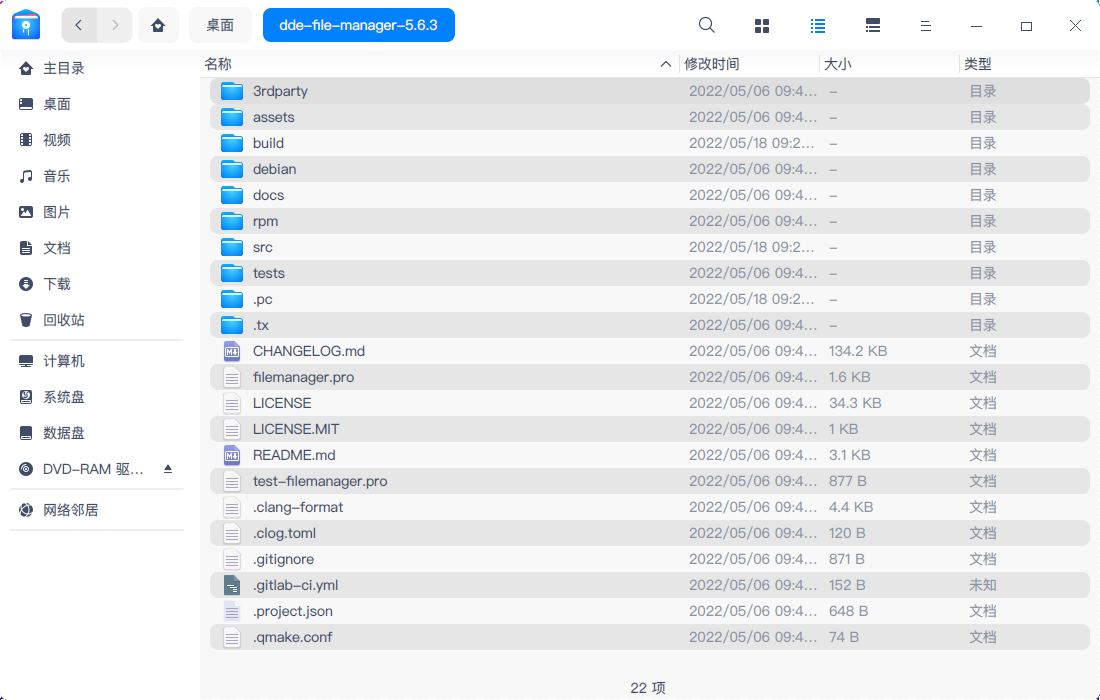 桌面 dde-file-manager-5.6.3
名称 修改时间 大小 类型
主目录
桌面
视频
音乐
图片
文档
下载
回收站
计算机
系统盘
数据盘
DVD-RAM 驱...
网络邻居
3rdparty 2022/05/06 09:4... – 目录
assets 2022/05/06 09:4... – 目录
build 2022/05/18 09:2... – 目录
debian 2022/05/06 09:4... – 目录
docs 2022/05/06 09:4... – 目录
rpm 2022/05/06 09:4... – 目录
src 2022/05/18 09:2... – 目录
tests 2022/05/06 09:4... – 目录
.pc 2022/05/18 09:2... – 目录
.tx 2022/05/06 09:4... – 目录
CHANGELOG.md 2022/05/06 09:4... 134.2 KB 文档
filemanager.pro 2022/05/06 09:4... 1.6 KB 文档
LICENSE 2022/05/06 09:4... 34.3 KB 文档
LICENSE.MIT 2022/05/06 09:4... 1 KB 文档
README.md 2022/05/06 09:4... 3.1 KB 文档
test-filemanager.pro 2022/05/06 09:4... 877 B 文档
.clang-format 2022/05/06 09:4... 4.4 KB 文档
.clog.toml 2022/05/06 09:4... 120 B 文档
.gitignore 2022/05/06 09:4... 871 B 文档
.gitlab-ci.yml 2022/05/06 09:4... 152 B 未知
.project.json 2022/05/06 09:4... 648 B 文档
.qmake.conf 2022/05/06 09:4... 74 B 文档
22 项